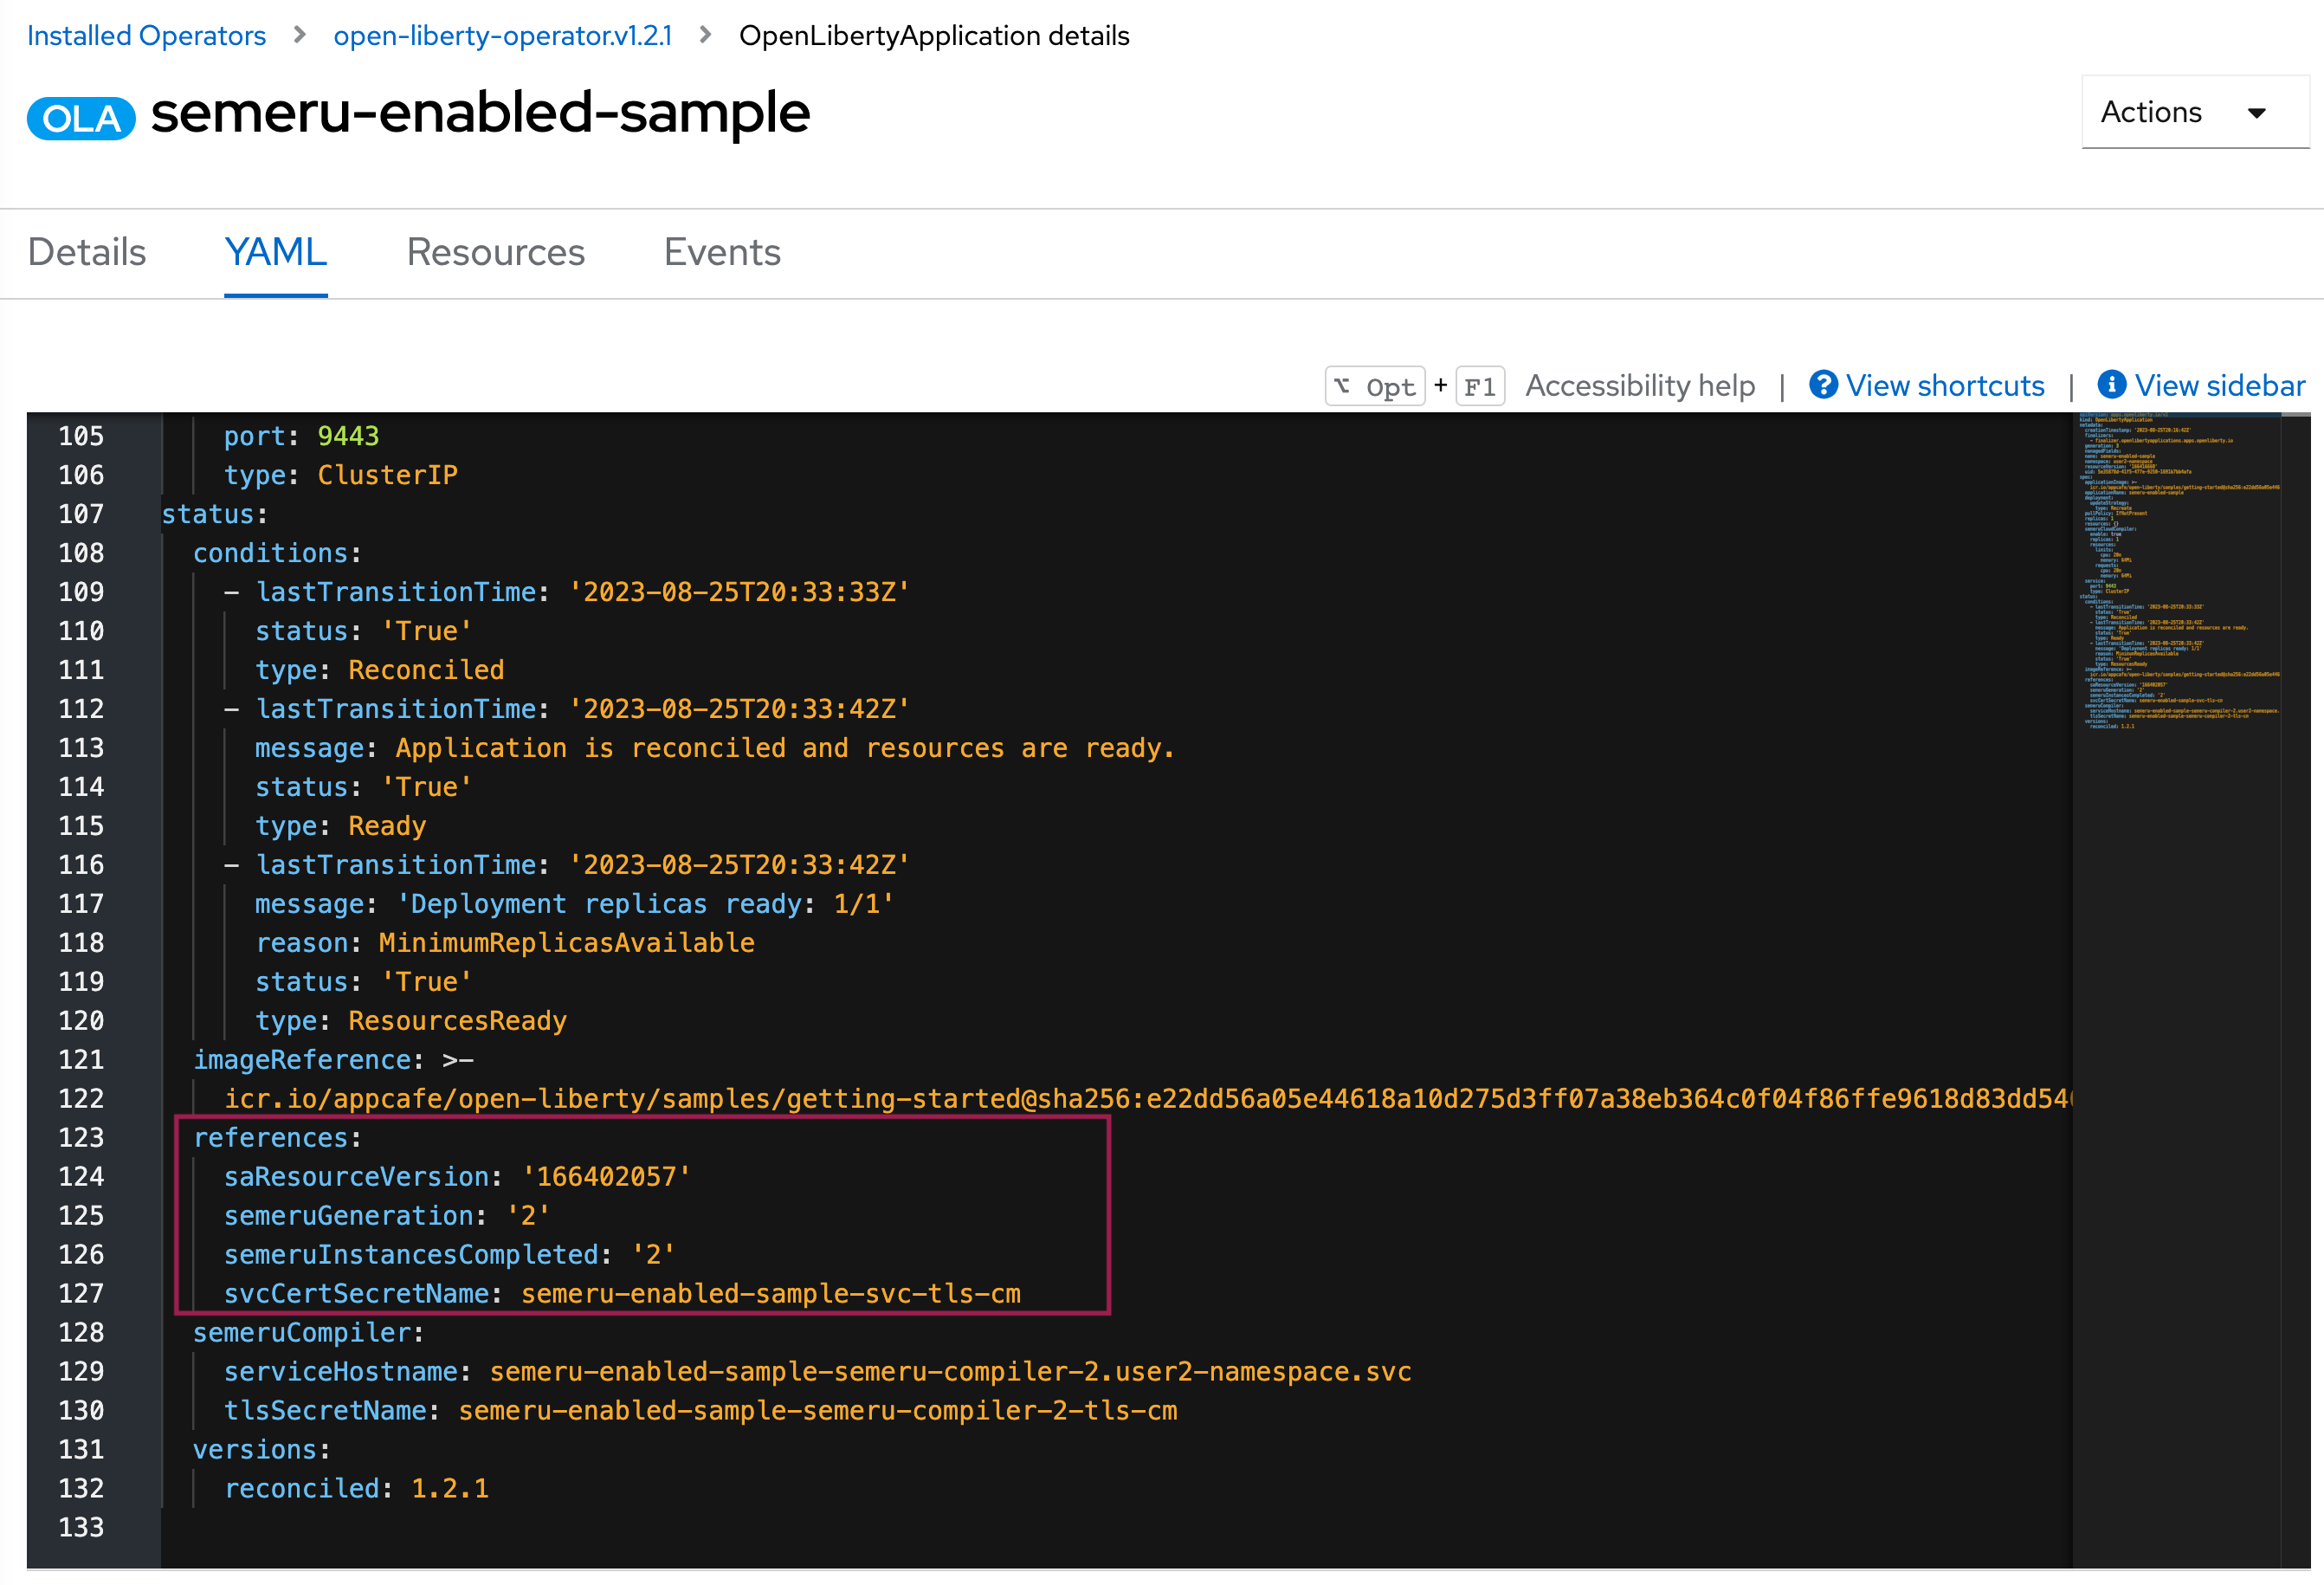 Installed Operators > open-liberty-operator.v1.2.1 > OpenLibertyApplication details
OLA semeru-enabled-sample
Actions
Details YAML Resources Events
⌥ Opt + F1 Accessibility help | View shortcuts | View sidebar
105 port: 9443
106 type: ClusterIP
107 status:
108 conditions:
109 - lastTransitionTime: '2023-08-25T20:33:33Z'
110 status: 'True'
111 type: Reconciled
112 - lastTransitionTime: '2023-08-25T20:33:42Z'
113 message: Application is reconciled and resources are ready.
114 status: 'True'
115 type: Ready
116 - lastTransitionTime: '2023-08-25T20:33:42Z'
117 message: 'Deployment replicas ready: 1/1'
118 reason: MinimumReplicasAvailable
119 status: 'True'
120 type: ResourcesReady
121 imageReference: >-
122 icr.io/appcafe/open-liberty/samples/getting-started@sha256:e22dd56a05e44618a10d275d3ff07a38eb364c0f04f86ffe9618d83dd54
123 references:
124 saResourceVersion: '166402057'
125 semeruGeneration: '2'
126 semeruInstancesCompleted: '2'
127 svcCertSecretName: semeru-enabled-sample-svc-tls-cm
128 semeruCompiler:
129 serviceHostname: semeru-enabled-sample-semeru-compiler-2.user2-namespace.svc
130 tlsSecretName: semeru-enabled-sample-semeru-compiler-2-tls-cm
131 versions:
132 reconciled: 1.2.1
133